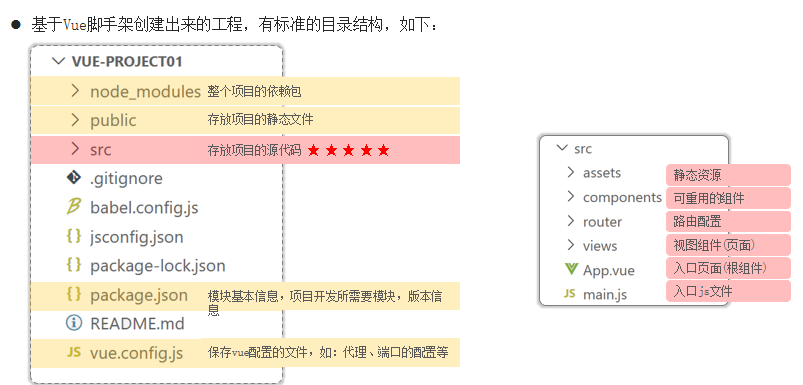 ● 基于Vue脚手架创建出来的工程，有标准的目录结构，如下：
VUE-PROJECT01
node_modules 整个项目的依赖包
public 存放项目的静态文件
src 存放项目的源代码 ★★★★★
.gitignore
babel.config.js
jsconfig.json
package-lock.json
package.json 模块基本信息，项目开发所需要模块，版本信
息
README.md
vue.config.js 保存vue配置的文件，如：代理、端口的配置等
src
assets 静态资源
components 可重用的组件
router 路由配置
views 视图组件(页面)
App.vue 入口页面(根组件)
JS main.js 入口js文件